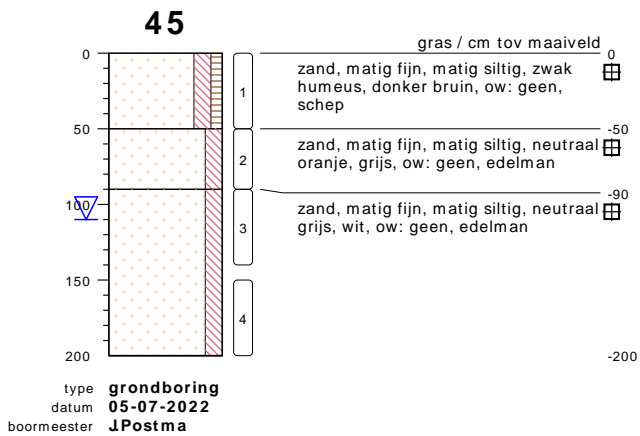 45
gras / cm tov maaiveld
0
0
zand, matig fijn, matig siltig, zwak
humeus, donker bruin, ow: geen,
schep
1
50
-50
zand, matig fijn, matig siltig, neutraal
oranje, grijs, ow: geen, edelman
2
-90
100
zand, matig fijn, matig siltig, neutraal
grijs, wit, ow: geen, edelman
3
150
4
200
-200
type grondboring
datum 05-07-2022
boormeester J.Postma